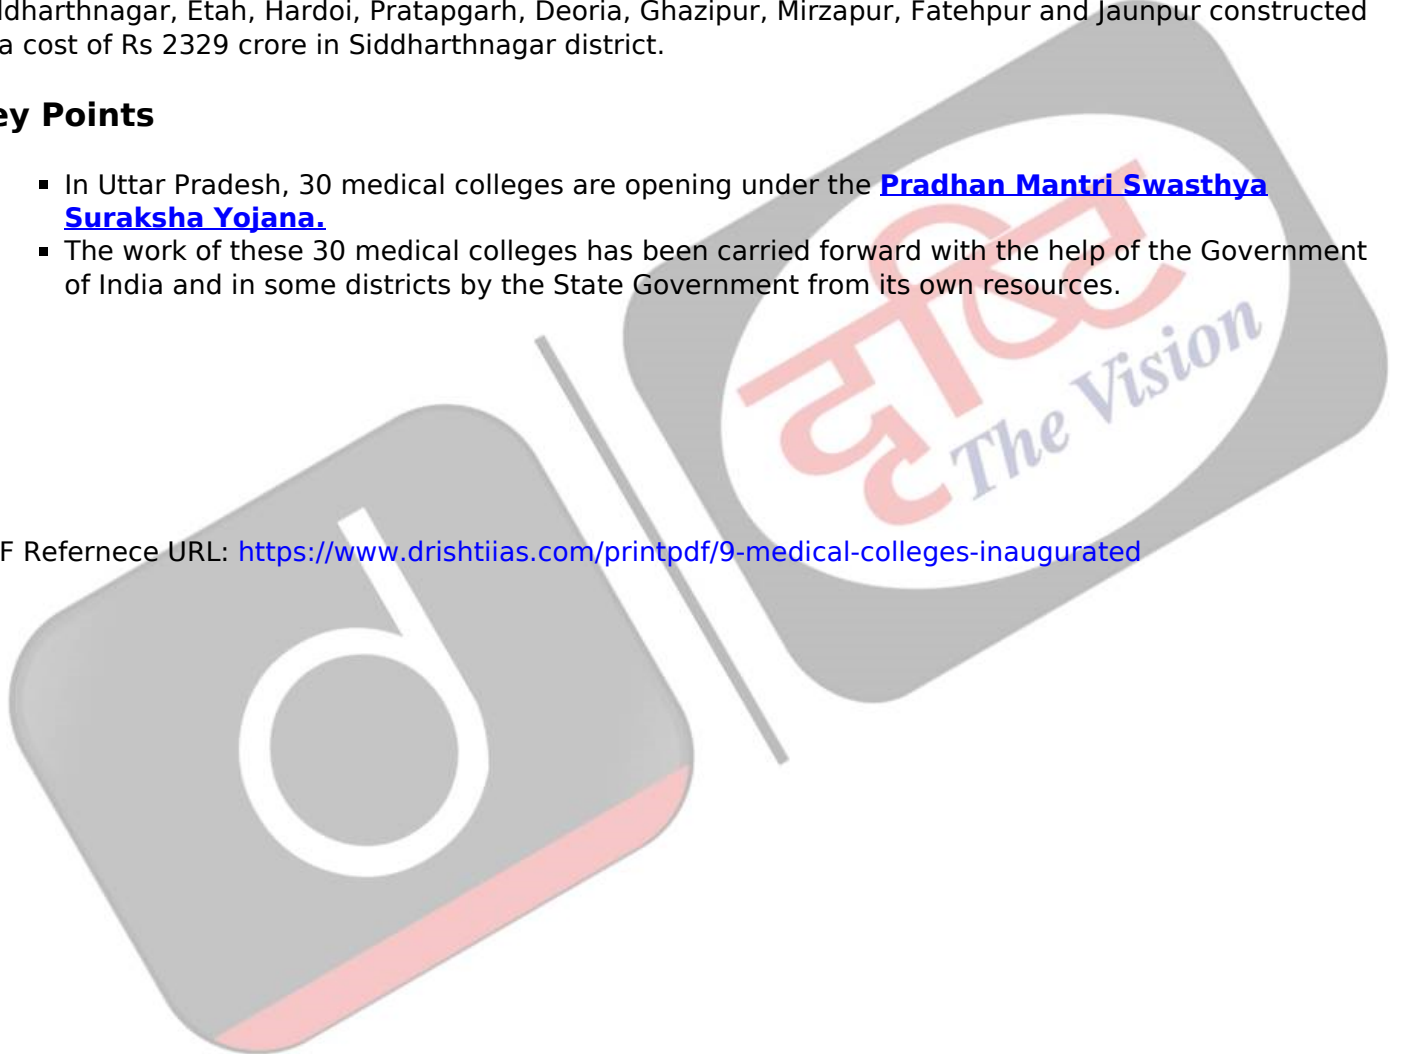 ddharthnagar, Etah, Hardoi, Pratapgarh, Deoria, Ghazipur, Mirzapur, Fatehpur and Jaunpur constructed
a cost of Rs 2329 crore in Siddharthnagar district.
ey Points
▪ In Uttar Pradesh, 30 medical colleges are opening under the Pradhan Mantri Swasthya
Suraksha Yojana.
▪ The work of these 30 medical colleges has been carried forward with the help of the Government
of India and in some districts by the State Government from its own resources.
दृष्टि
The Vision
F Refernece URL: https://www.drishtiias.com/printpdf/9-medical-colleges-inaugurated
d